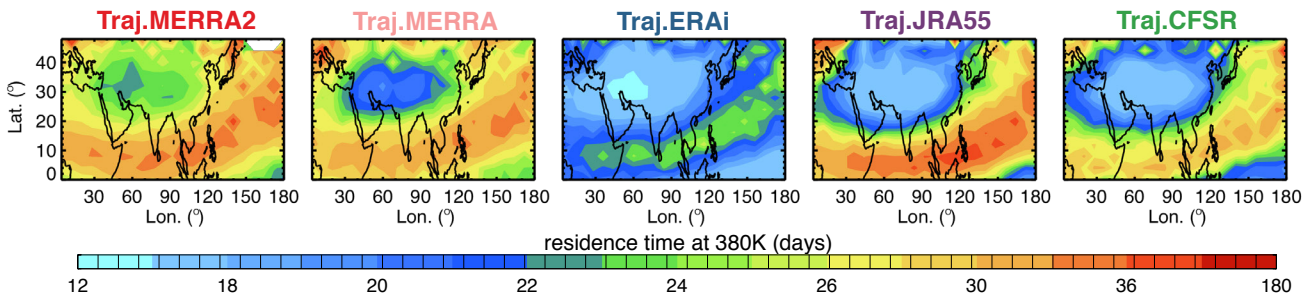 Traj.MERRA2 Traj.MERRA Traj.ERAi Traj.JRA55 Traj.CFSR
Lat. (°)
40
30
20
10
0
30 60 90 120 150 180 30 60 90 120 150 180 30 60 90 120 150 180 30 60 90 120 150 180 30 60 90 120 150 180
Lon. (°) Lon. (°) Lon. (°) Lon. (°) Lon. (°)
residence time at 380K (days)
12 18 20 22 24 26 30 36 180